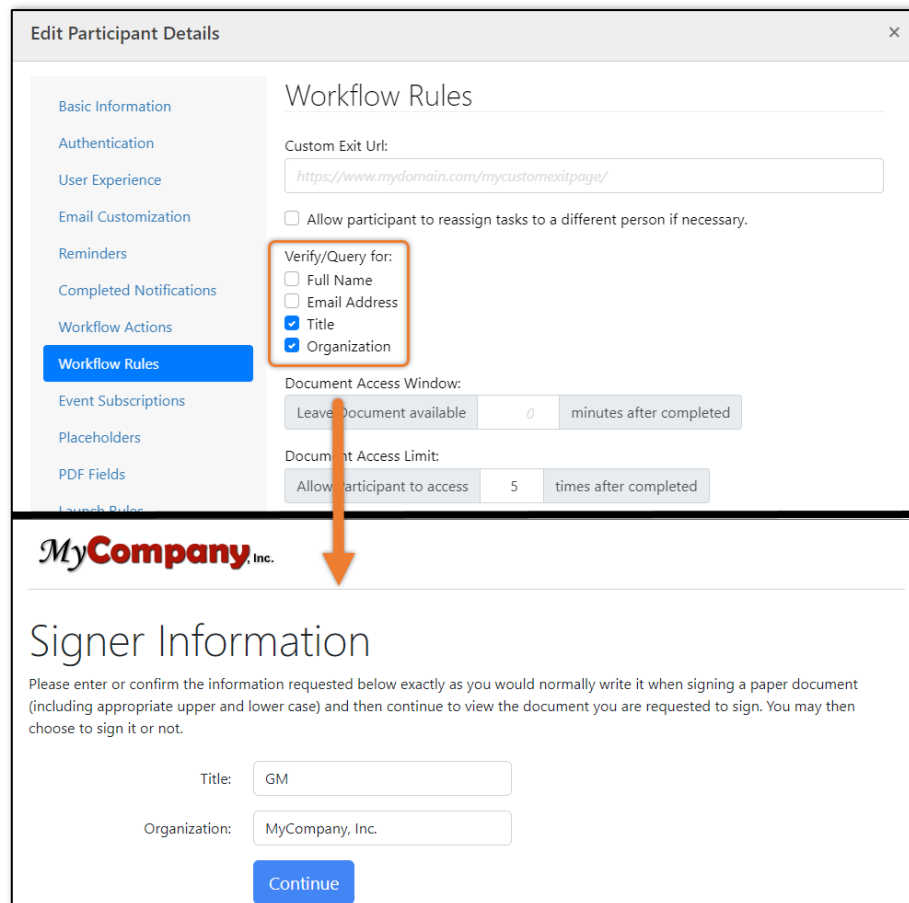 Edit Participant Details
×
Basic Information
Authentication
User Experience
Email Customization
Reminders
Completed Notifications
Workflow Actions
Workflow Rules
Event Subscriptions
Placeholders
PDF Fields
Launch Rules
Workflow Rules
Custom Exit Url:
https://www.mydomain.com/mycustomexitpage/
Allow participant to reassign tasks to a different person if necessary.
Verify/Query for:
Full Name
Email Address
Title
Organization
Document Access Window:
Leave Document available 0 minutes after completed
Document Access Limit:
Allow Participant to access 5 times after completed
MyCompany, Inc.
Signer Information
Please enter or confirm the information requested below exactly as you would normally write it when signing a paper document
(including appropriate upper and lower case) and then continue to view the document you are requested to sign. You may then
choose to sign it or not.
Title: GM
Organization: MyCompany, Inc.
Continue